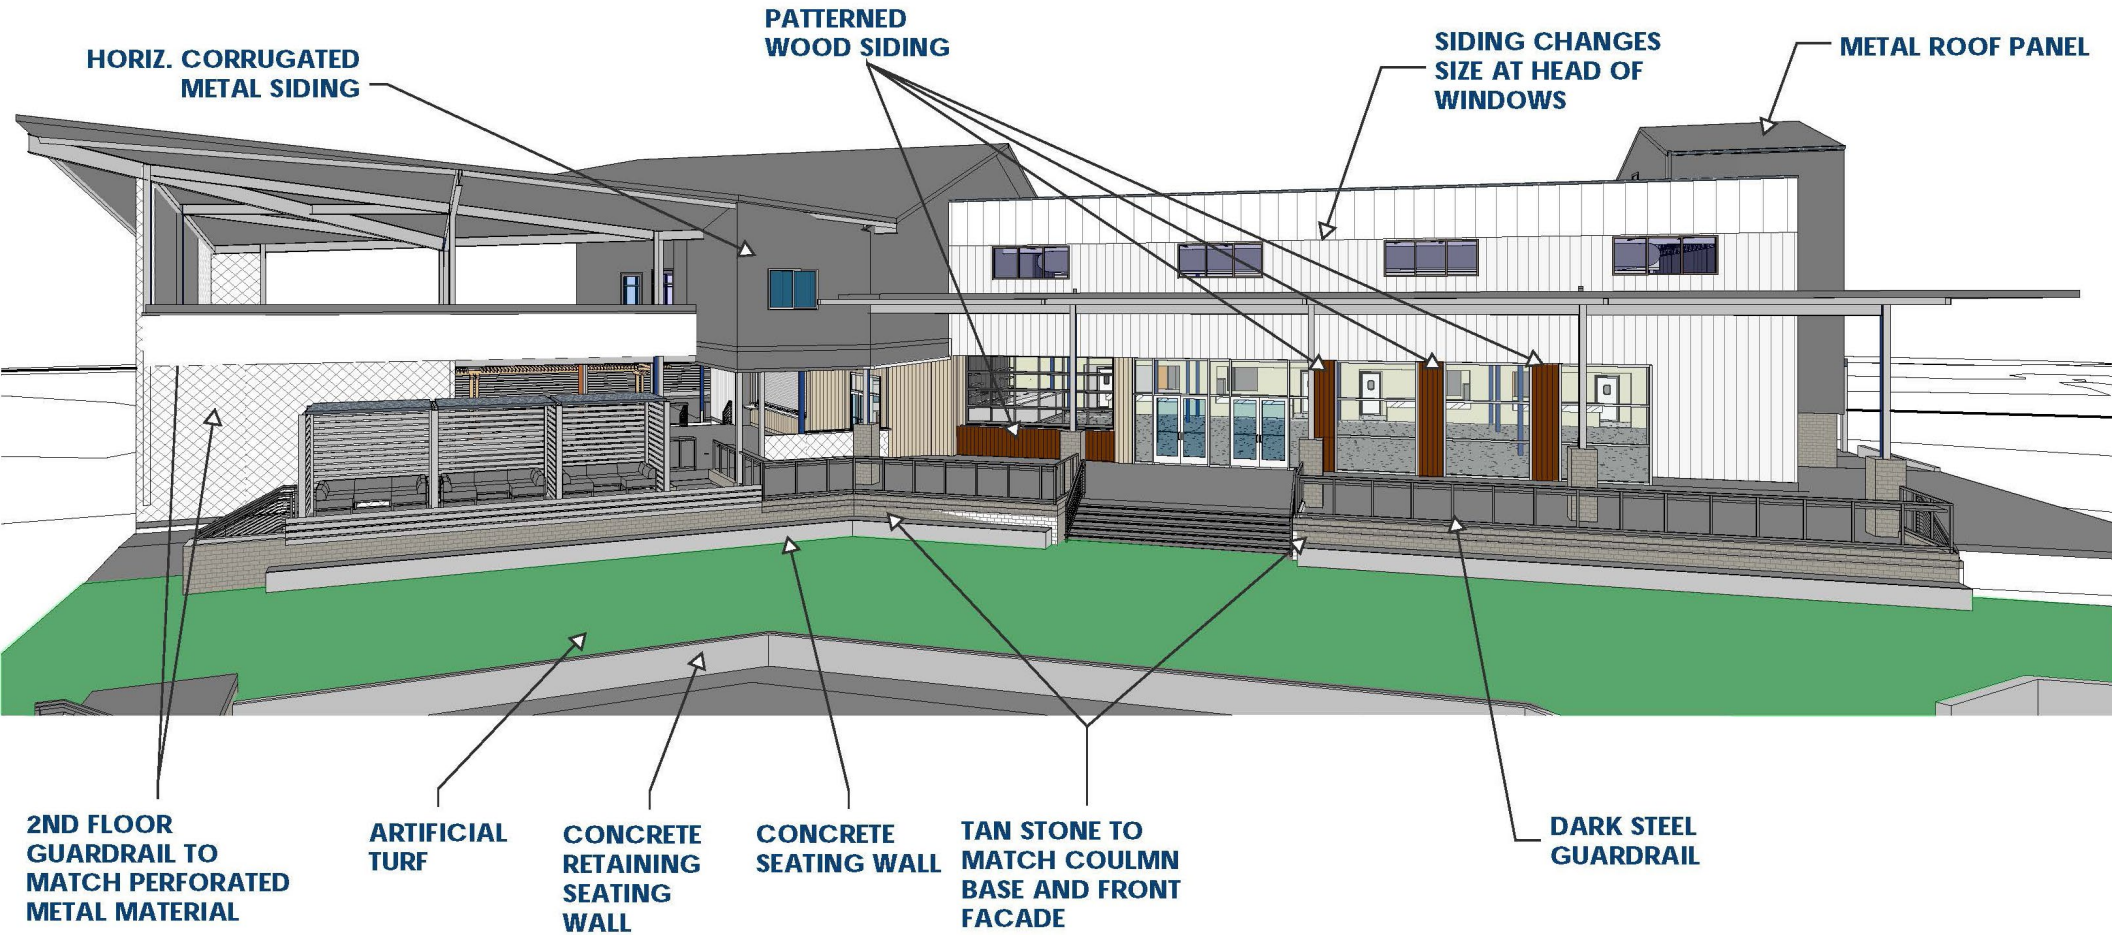 PATTERNED
WOOD SIDING
HORIZ. CORRUGATED
METAL SIDING
SIDING CHANGES
SIZE AT HEAD OF
WINDOWS
METAL ROOF PANEL
2ND FLOOR
GUARDRAIL TO
MATCH PERFORATED
METAL MATERIAL
ARTIFICIAL
TURF
CONCRETE
RETAINING
SEATING
WALL
CONCRETE
SEATING WALL
TAN STONE TO
MATCH COULMN
BASE AND FRONT
FACADE
DARK STEEL
GUARDRAIL